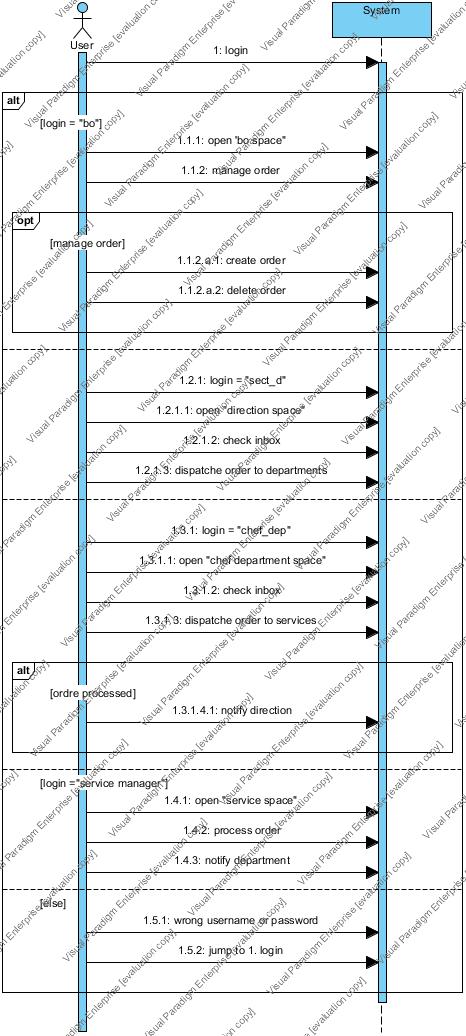 User
System
1: login
alt
[login = "bo"]
1.1.1: open "bo space"
1.1.2: manage order
opt
[manage order]
1.1.2.a.1: create order
1.1.2.a.2: delete order
1.2.1: login = "sect_d"
1.2.1.1: open "direction space"
1.2.1.2: check inbox
1.2.1.3: dispatche order to departments
1.3.1: login = "chef_dep"
1.3.1.1: open "chef department space"
1.3.1.2: check inbox
1.3.1.3: dispatche order to services
alt
[ordre processed]
1.3.1.4.1: notify direction
[login ="service manager"]
1.4.1: open "service space"
1.4.2: process order
1.4.3: notify department
[else]
1.5.1: wrong username or password
1.5.2: jump to 1. login
Visual Paradigm Enterprise [evaluation copy]